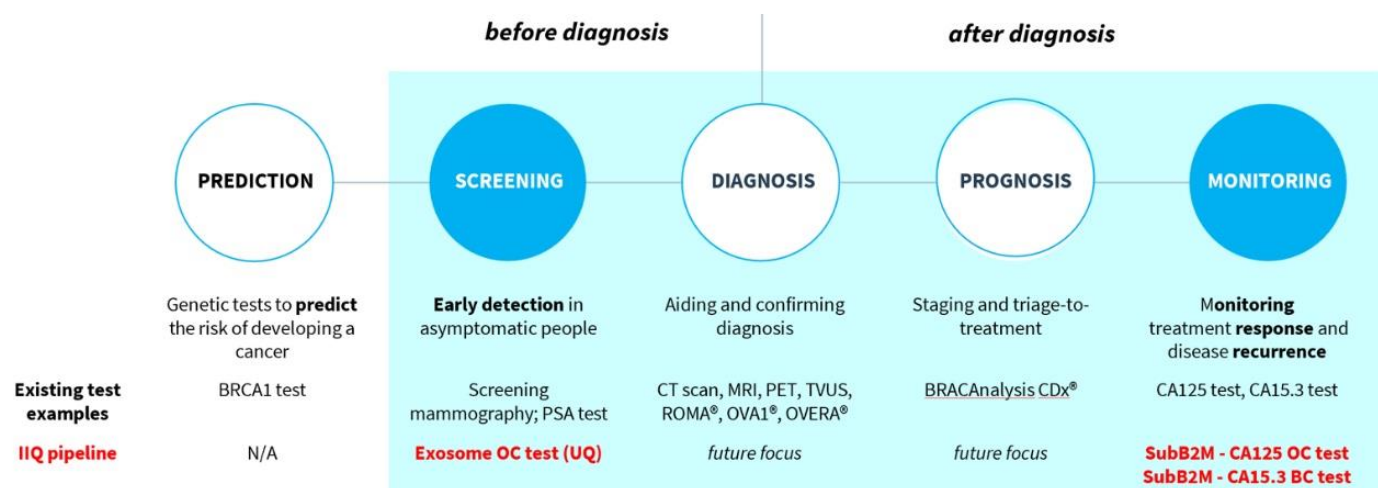 before diagnosis
after diagnosis
PREDICTION
SCREENING
DIAGNOSIS
PROGNOSIS
MONITORING
Genetic tests to predict
the risk of developing a
cancer
Early detection in
asymptomatic people
Aiding and confirming
diagnosis
Staging and triage-to-
treatment
Monitoring
treatment response and
disease recurrence
Existing test
examples
BRCA1 test
Screening
mammography; PSA test
CT scan, MRI, PET, TVUS,
ROMA®, OVA1®, OVERA®
BRACAnalysis CDx®
CA125 test, CA15.3 test
IIQ pipeline
N/A
Exosome OC test (UQ)
future focus
future focus
SubB2M - CA125 OC test
SubB2M - CA15.3 BC test